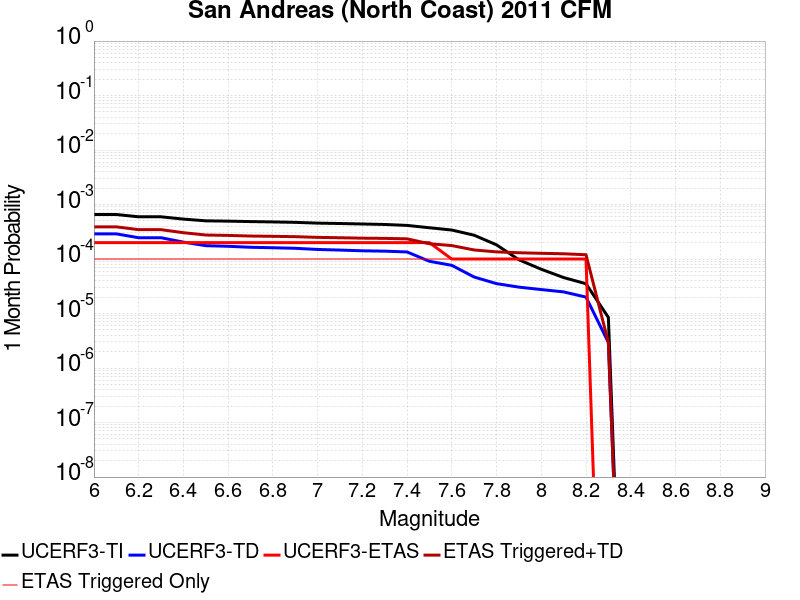 San Andreas (North Coast) 2011 CFM
1 Month Probability
10^0
10^-1
10^-2
10^-3
10^-4
10^-5
10^-6
10^-7
10^-8
6 6.2 6.4 6.6 6.8 7 7.2 7.4 7.6 7.8 8 8.2 8.4 8.6 8.8 9
Magnitude
UCERF3-TI UCERF3-TD UCERF3-ETAS ETAS Triggered+TD
ETAS Triggered Only